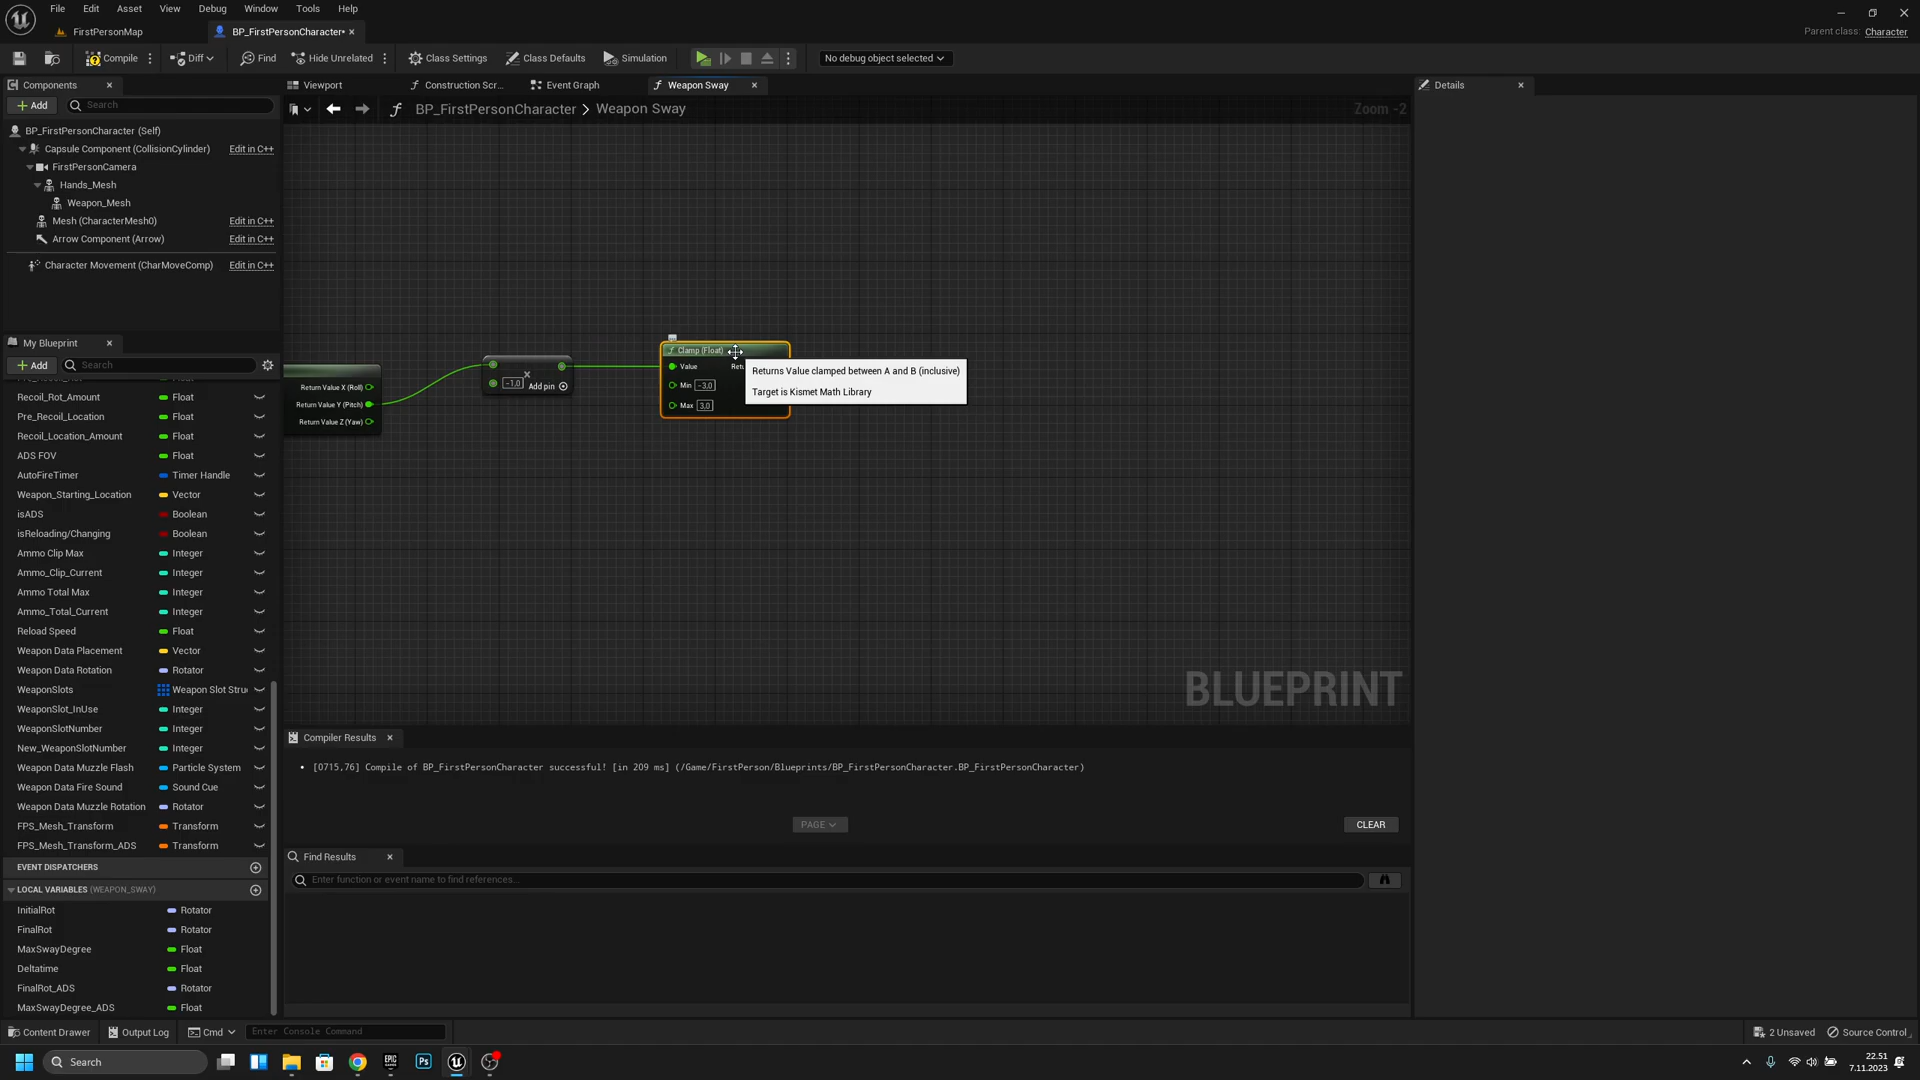 File Edit Asset View Debug Window Tools Help
FirstPersonMap
BP_FirstPersonCharacter•
Parent class: Character
Compile
Diff
Find
Hide Unrelated
Class Settings
Class Defaults
Simulation
No debug object selected
Components
Viewport
Construction Scr...
Event Graph
Weapon Sway
Details
Add
Search
BP_FirstPersonCharacter > Weapon Sway
Zoom -2
BP_FirstPersonCharacter (Self)
Capsule Component (CollisionCylinder) Edit in C++
FirstPersonCamera
Hands_Mesh
Weapon_Mesh
Mesh (CharacterMesh0) Edit in C++
Arrow Component (Arrow) Edit in C++
Character Movement (CharMoveComp) Edit in C++
My Blueprint
Add
Search
Recoil_Rot_Amount Float
Pre_Recoil_Location Float
Recoil_Location_Amount Float
ADS FOV Float
AutoFireTimer Timer Handle
Weapon_Starting_Location Vector
isADS Boolean
isReloading/Changing Boolean
Ammo Clip Max Integer
Ammo_Clip_Current Integer
Ammo Total Max Integer
Ammo_Total_Current Integer
Reload Speed Float
Weapon Data Placement Vector
Weapon Data Rotation Rotator
WeaponSlots Weapon Slot Stru
WeaponSlot_InUse Integer
WeaponSlotNumber Integer
New_WeaponSlotNumber Integer
Weapon Data Muzzle Flash Particle System
Weapon Data Fire Sound Sound Cue
Weapon Data Muzzle Rotation Rotator
FPS_Mesh_Transform Transform
FPS_Mesh_Transform_ADS Transform
EVENT DISPATCHERS
LOCAL VARIABLES (WEAPON_SWAY)
InitialRot Rotator
FinalRot Rotator
MaxSwayDegree Float
Deltatime Float
FinalRot_ADS Rotator
MaxSwayDegree_ADS Float
Return Value X (Roll)
Return Value Y (Pitch)
Return Value Z (Yaw)
-1,0
Add pin
Clamp (Float)
Value
Retu
Min -3,0
Max 3,0
Returns Value clamped between A and B (inclusive)
Target is Kismet Math Library
BLUEPRINT
Compiler Results
• [0715,76] Compile of BP_FirstPersonCharacter successful! [in 209 ms] (/Game/FirstPerson/Blueprints/BP_FirstPersonCharacter.BP_FirstPersonCharacter)
PAGE
CLEAR
Find Results
Enter function or event name to find references...
Content Drawer
Output Log
Cmd
Enter Console Command
2 Unsaved
Source Control
Search
EPIC
Ps
22.51
7.11.2023